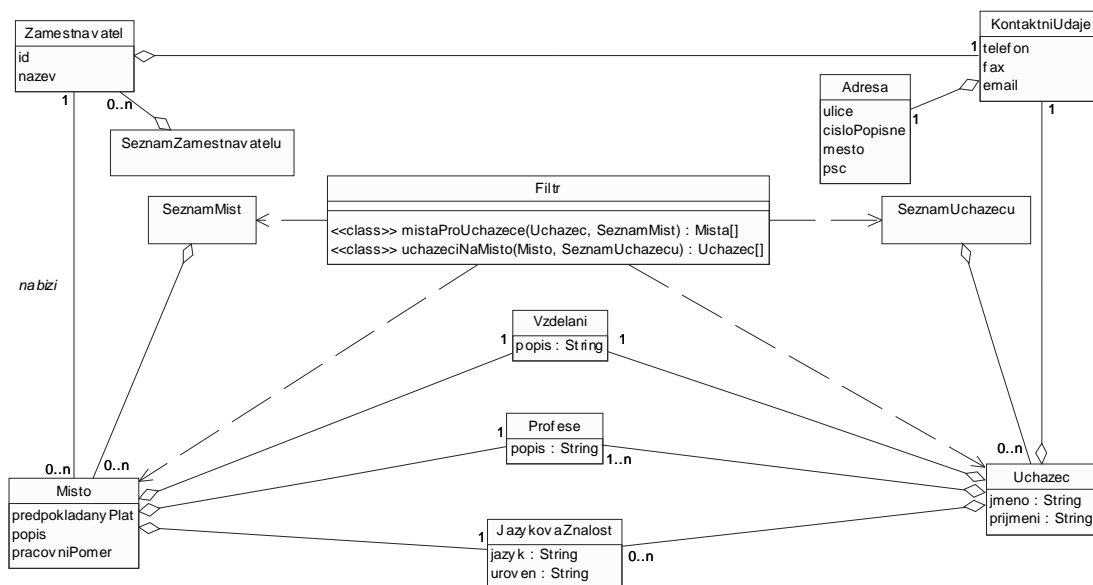 Zamestnavatel
id
nazev
1
0..n
SeznamZamestnavatelu
1
KontaktniUdaje
telefon
fax
email
1
Adresa
ulice
cisloPopisne
mesto
psc
1
SeznamMist
Filtr
<<class>> mistaProUchazece(Uchazec, SeznamMist) : Mista[]
<<class>> uchazeciNaMisto(Misto, SeznamUchazecu) : Uchazec[]
SeznamUchazecu
nabizi
Vzdelani
popis : String
1
1
Profese
popis : String
1
1..n
0..n
0..n
Misto
predpokladanyPlat
popis
pracovniPomer
JazykovaZnalost
jazyk : String
uroven : String
1
0..n
0..n
Uchazec
jmeno : String
prijmeni : String